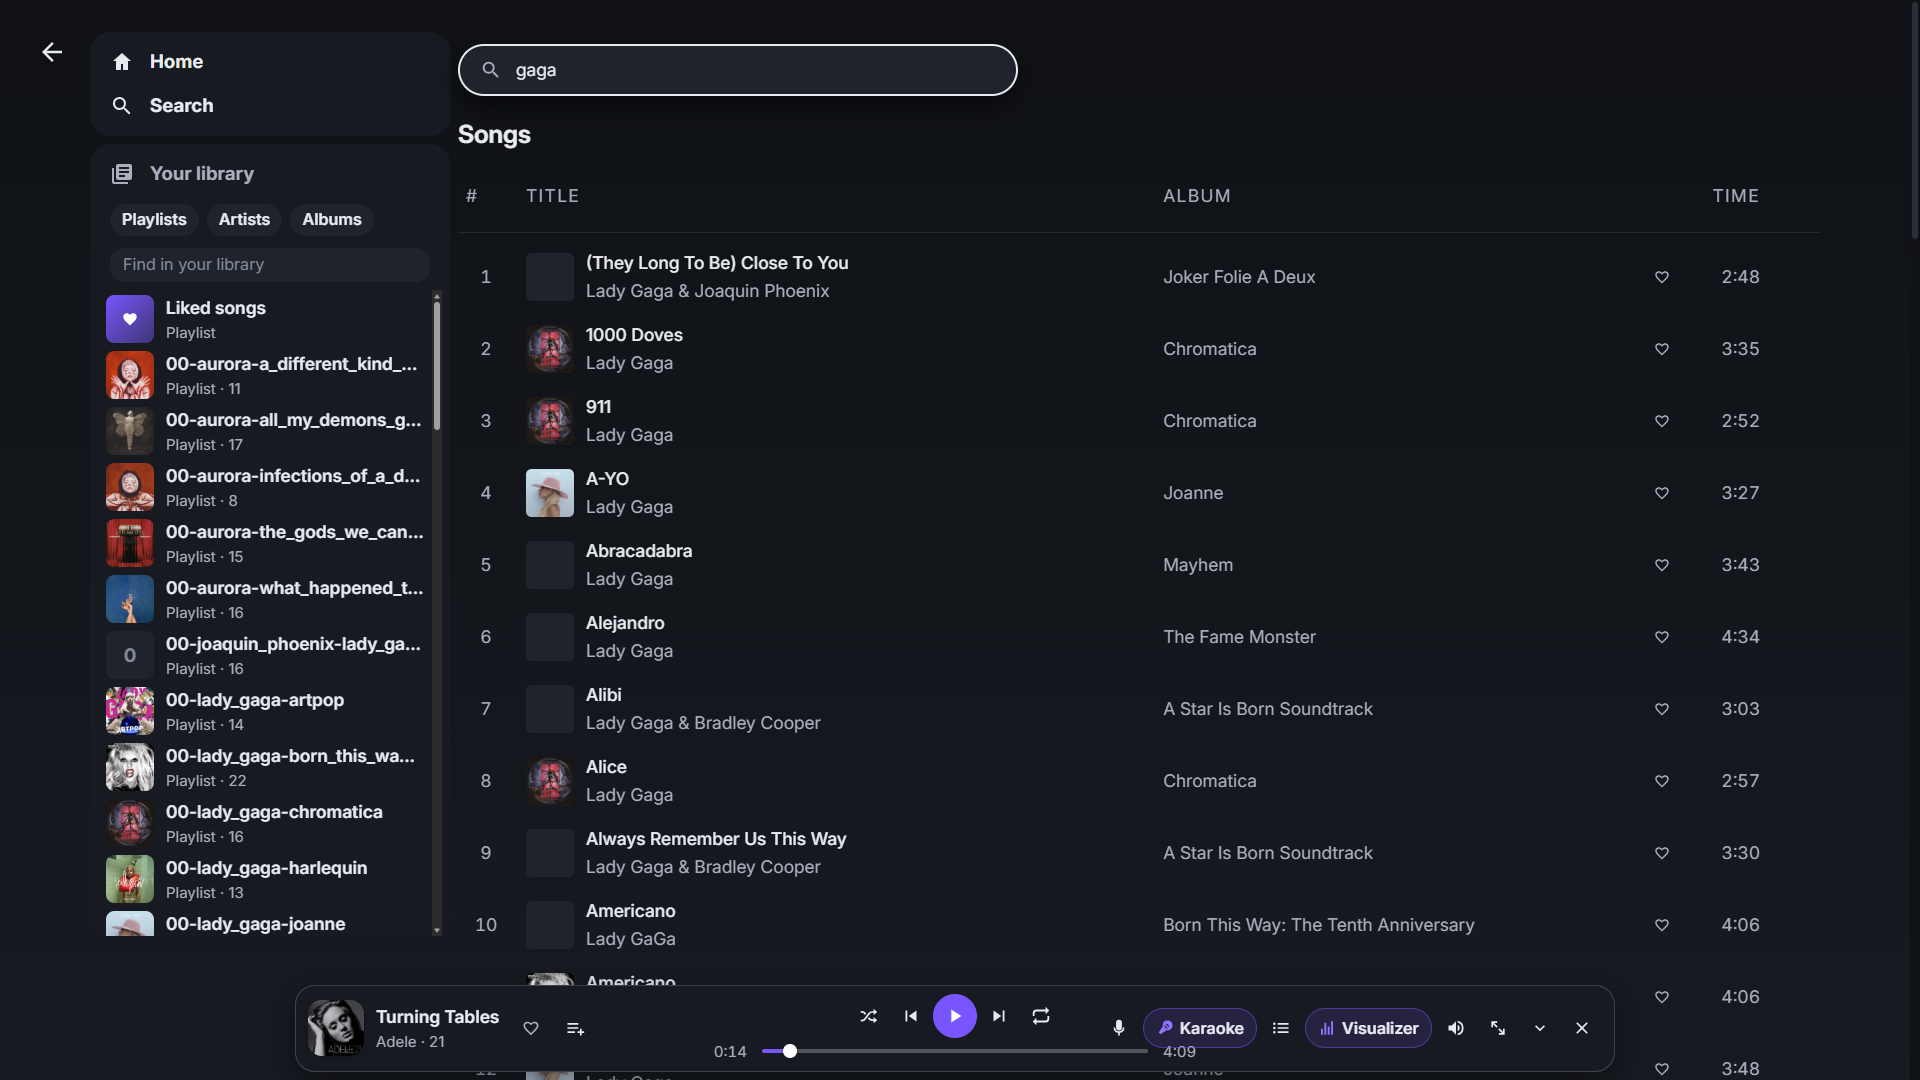 Home
Search
Your library
Playlists Artists Albums
Find in your library
Liked songs
Playlist
00-aurora-a_different_kind_...
Playlist · 11
00-aurora-all_my_demons_g...
Playlist · 17
00-aurora-infections_of_a_d...
Playlist · 8
00-aurora-the_gods_we_can...
Playlist · 15
00-aurora-what_happened_t...
Playlist · 16
0
00-joaquin_phoenix-lady_ga...
Playlist · 16
00-lady_gaga-artpop
Playlist · 14
00-lady_gaga-born_this_wa...
Playlist · 22
00-lady_gaga-chromatica
Playlist · 16
00-lady_gaga-harlequin
Playlist · 13
00-lady_gaga-joanne
gaga
Songs
# TITLE ALBUM TIME
1 (They Long To Be) Close To You Joker Folie A Deux 2:48
Lady Gaga & Joaquin Phoenix
2 1000 Doves Chromatica 3:35
Lady Gaga
3 911 Chromatica 2:52
Lady Gaga
4 A-YO Joanne 3:27
Lady Gaga
5 Abracadabra Mayhem 3:43
Lady Gaga
6 Alejandro The Fame Monster 4:34
Lady Gaga
7 Alibi A Star Is Born Soundtrack 3:03
Lady Gaga & Bradley Cooper
8 Alice Chromatica 2:57
Lady Gaga
9 Always Remember Us This Way A Star Is Born Soundtrack 3:30
Lady Gaga & Bradley Cooper
10 Americano Born This Way: The Tenth Anniversary 4:06
Lady GaGa
Americano 4:06
12 Joanne 3:48
Lady Gaga
Turning Tables
Adele · 21
ADELE 21
0:14 4:09
Karaoke
Visualizer